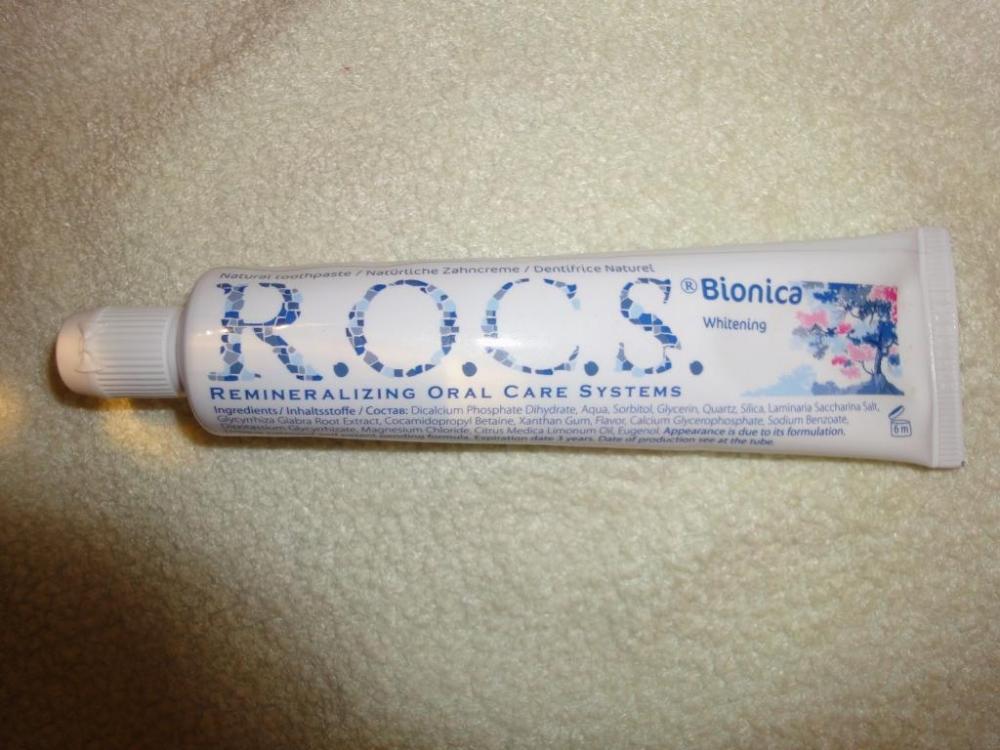 Natural toothpaste / Natürliche Zahncreme / Dentifrice Naturel
R.O.C.S.® Bionica
Whitening
REMINERALIZING ORAL CARE SYSTEMS
Ingredients / Inhaltsstoffe / Состав: Dicalcium Phosphate Dihydrate, Aqua, Sorbitol, Glycerin, Quartz, Silica, Laminaria Saccharina Salt,
Glycyrrhiza Glabra Root Extract, Cocamidopropyl Betaine, Xanthan Gum, Flavor, Calcium Glycerophosphate, Sodium Benzoate,
Dipotassium Glycyrrhizate, Magnesium Chloride, Citrus Medica Limonum Oil, Eugenol. Appearance is due to its formulation.
formula. Expiration date 3 years. Date of production see at the tube.
6 m